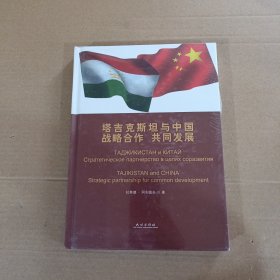 塔吉克斯坦与中国
战略合作 共同发展
ТАДЖИКИСТАН и КИТАЙ
Стратегическое партнерство в целях соразвития
TAJIKISTAN and CHINA
Strategic partnership for common development